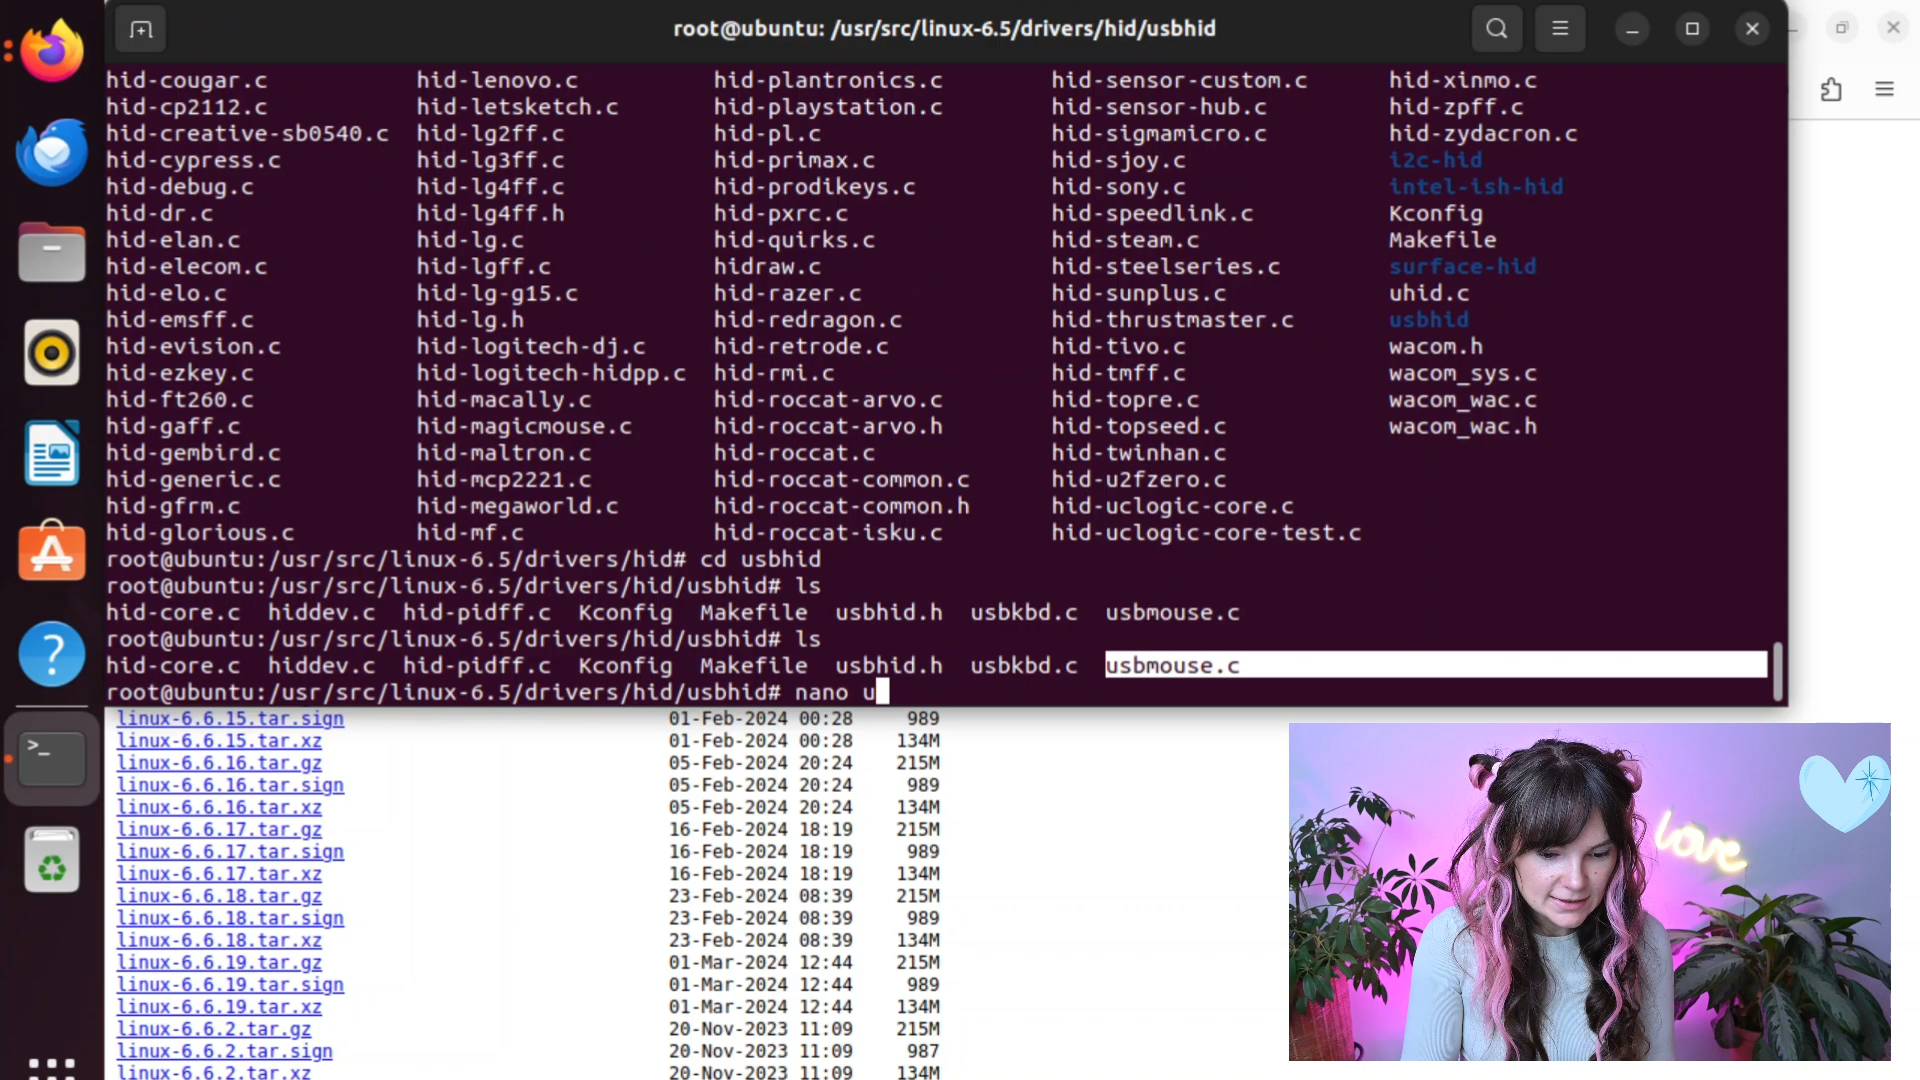 root@ubuntu: /usr/src/linux-6.5/drivers/hid/usbhid
hid-cougar.c hid-lenovo.c hid-plantronics.c hid-sensor-custom.c hid-xinmo.c
hid-cp2112.c hid-letsketch.c hid-playstation.c hid-sensor-hub.c hid-zpff.c
hid-creative-sb0540.c hid-lg2ff.c hid-pl.c hid-sigmamicro.c hid-zydacron.c
hid-cypress.c hid-lg3ff.c hid-primax.c hid-sjoy.c i2c-hid
hid-debug.c hid-lg4ff.c hid-prodikeys.c hid-sony.c intel-ish-hid
hid-dr.c hid-lg4ff.h hid-pxrc.c hid-speedlink.c Kconfig
hid-elan.c hid-lg.c hid-quirks.c hid-steam.c Makefile
hid-elecom.c hid-lgff.c hidraw.c hid-steelseries.c surface-hid
hid-elo.c hid-lg-g15.c hid-razer.c hid-sunplus.c uhid.c
hid-emsff.c hid-lg.h hid-redragon.c hid-thrustmaster.c usbhid
hid-evision.c hid-logitech-dj.c hid-retrode.c hid-tivo.c wacom.h
hid-ezkey.c hid-logitech-hidpp.c hid-rmi.c hid-tmff.c wacom_sys.c
hid-ft260.c hid-macally.c hid-roccat-arvo.c hid-topre.c wacom_wac.c
hid-gaff.c hid-magicmouse.c hid-roccat-arvo.h hid-topseed.c wacom_wac.h
hid-gembird.c hid-maltron.c hid-roccat.c hid-twinhan.c
hid-generic.c hid-mcp2221.c hid-roccat-common.c hid-u2fzero.c
hid-gfrm.c hid-megaworld.c hid-roccat-common.h hid-uclogic-core.c
hid-glorious.c hid-mf.c hid-roccat-isku.c hid-uclogic-core-test.c
root@ubuntu:/usr/src/linux-6.5/drivers/hid# cd usbhid
root@ubuntu:/usr/src/linux-6.5/drivers/hid/usbhid# ls
hid-core.c hiddev.c hid-pidff.c Kconfig Makefile usbhid.h usbkbd.c usbmouse.c
root@ubuntu:/usr/src/linux-6.5/drivers/hid/usbhid# ls
hid-core.c hiddev.c hid-pidff.c Kconfig Makefile usbhid.h usbkbd.c usbmouse.c
root@ubuntu:/usr/src/linux-6.5/drivers/hid/usbhid# nano u
linux-6.6.15.tar.sign 01-Feb-2024 00:28 989
linux-6.6.15.tar.xz 01-Feb-2024 00:28 134M
linux-6.6.16.tar.gz 05-Feb-2024 20:24 215M
linux-6.6.16.tar.sign 05-Feb-2024 20:24 989
linux-6.6.16.tar.xz 05-Feb-2024 20:24 134M
linux-6.6.17.tar.gz 16-Feb-2024 18:19 215M
linux-6.6.17.tar.sign 16-Feb-2024 18:19 989
linux-6.6.17.tar.xz 16-Feb-2024 18:19 134M
linux-6.6.18.tar.gz 23-Feb-2024 08:39 215M
linux-6.6.18.tar.sign 23-Feb-2024 08:39 989
linux-6.6.18.tar.xz 23-Feb-2024 08:39 134M
linux-6.6.19.tar.gz 01-Mar-2024 12:44 215M
linux-6.6.19.tar.sign 01-Mar-2024 12:44 989
linux-6.6.19.tar.xz 01-Mar-2024 12:44 134M
linux-6.6.2.tar.gz 20-Nov-2023 11:09 215M
linux-6.6.2.tar.sign 20-Nov-2023 11:09 987
linux-6.6.2.tar.xz 20-Nov-2023 11:09 134M
love